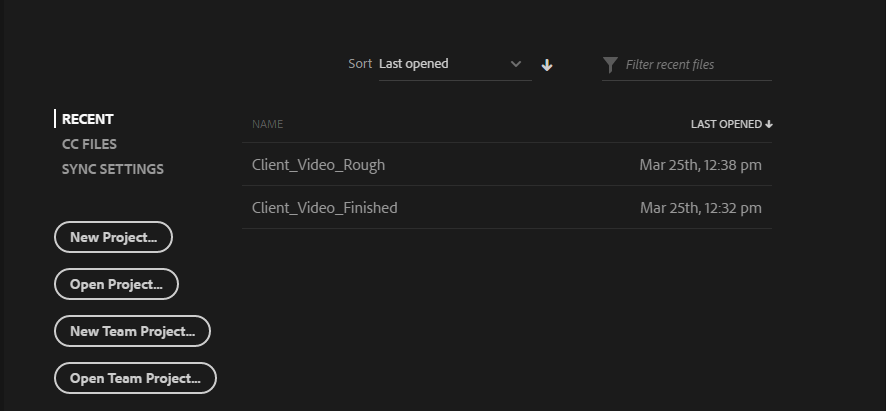 Sort Last opened
Filter recent files
RECENT
CC FILES
SYNC SETTINGS
New Project...
Open Project...
New Team Project...
Open Team Project...
NAME LAST OPENED
Client_Video_Rough Mar 25th, 12:38 pm
Client_Video_Finished Mar 25th, 12:32 pm